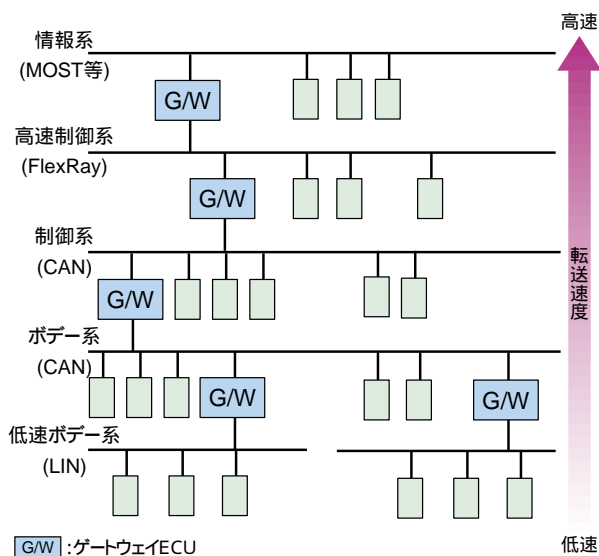 高速
情報系
(MOST等)
G/W
高速制御系
(FlexRay)
G/W
制御系
(CAN)
転送速度
G/W
ボデー系
(CAN)
G/W
G/W
低速ボデー系
(LIN)
G/W :ゲートウェイECU
低速